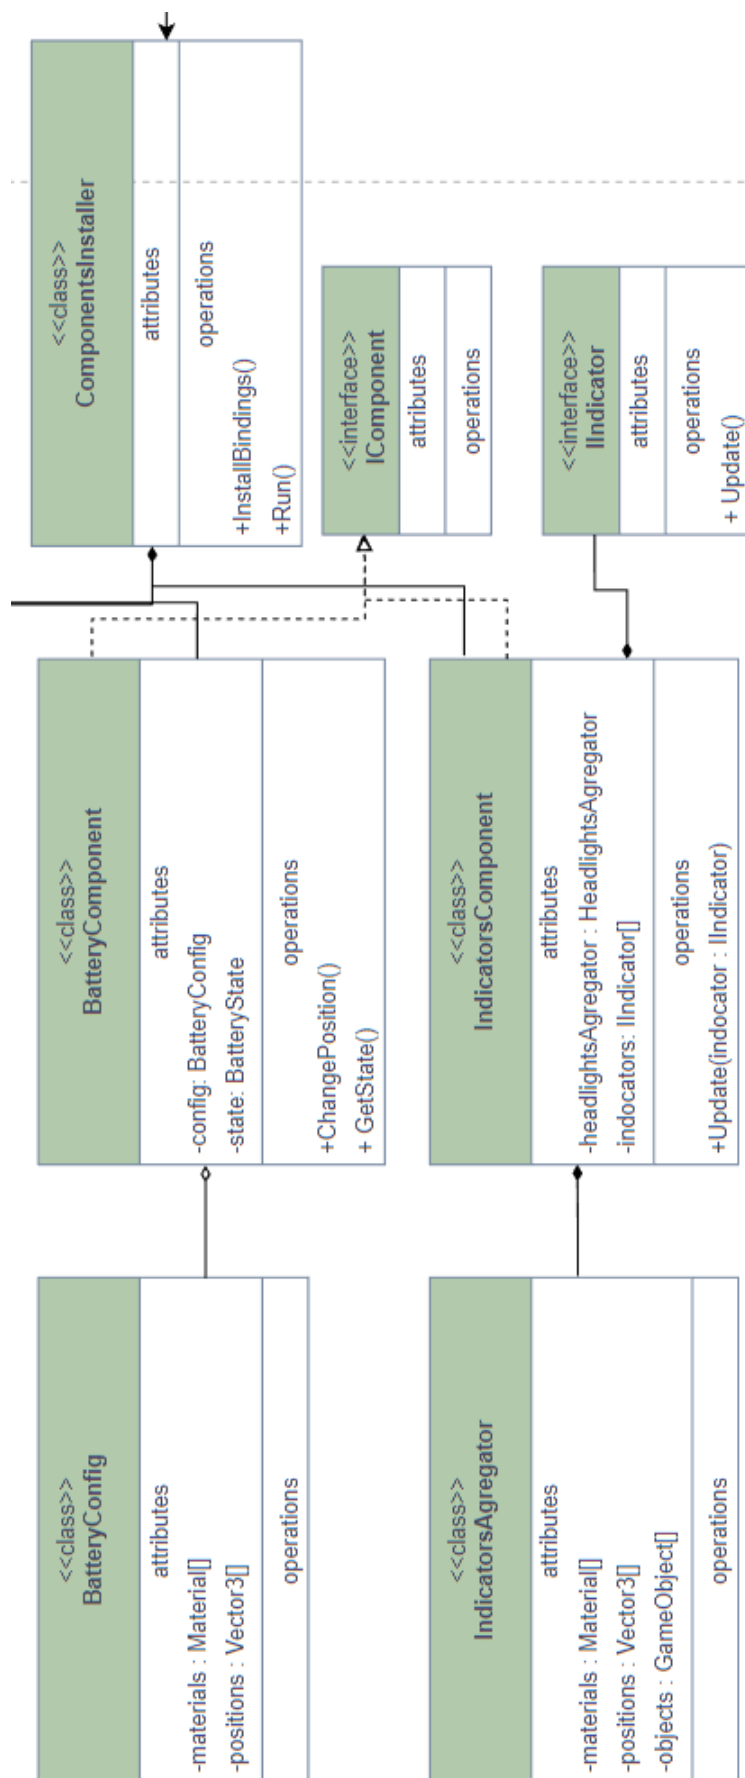 <<class>>
BatteryConfig
attributes
-materials : Material[]
-positions : Vector3[]
operations
<<class>>
BatteryComponent
attributes
-config: BatteryConfig
-state: BatteryState
operations
+ChangePosition()
+ GetState()
<<class>>
ComponentsInstaller
attributes
operations
+InstallBindings()
+Run()
<<interface>>
IComponent
attributes
operations
<<class>>
IndicatorsAgregator
attributes
-materials : Material[]
-positions : Vector3[]
-objects : GameObject[]
operations
<<class>>
IndicatorsComponent
attributes
-headlightsAgregator : HeadlightsAgregator
-indocators: IIndicator[]
operations
+Update(indocator : IIndicator)
<<interface>>
IIndicator
attributes
operations
+ Update()